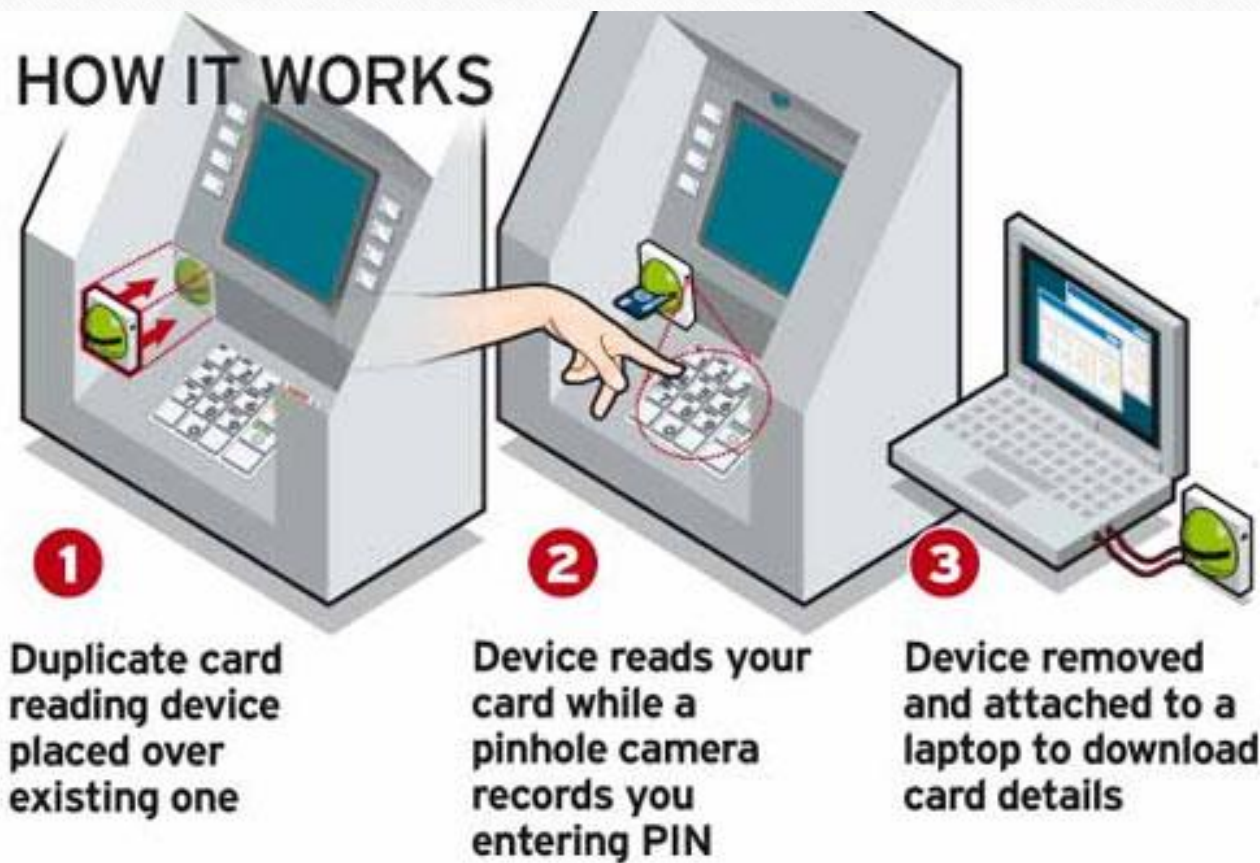 HOW IT WORKS
1
Duplicate card
reading device
placed over
existing one
2
Device reads your
card while a
pinhole camera
records you
entering PIN
3
Device removed
and attached to a
laptop to download
card details